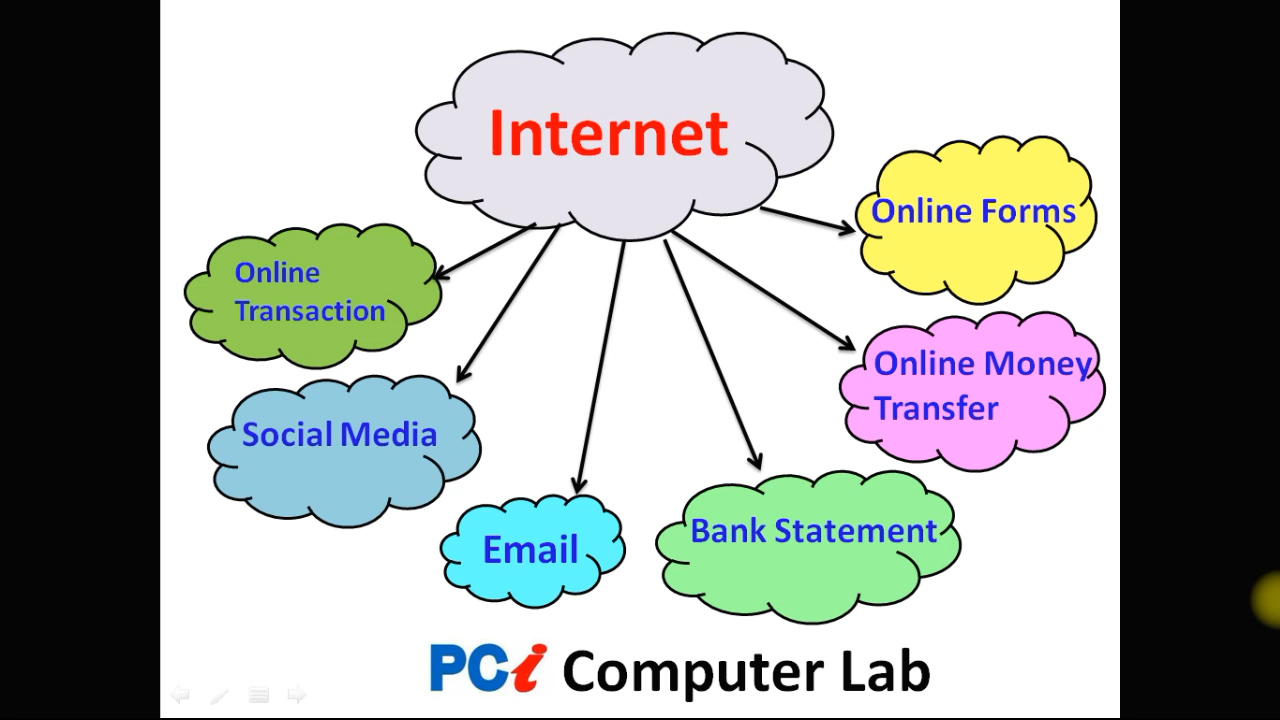 Internet
Online Forms
Online
Transaction
Online Money
Transfer
Social Media
Bank Statement
Email
PCi Computer Lab